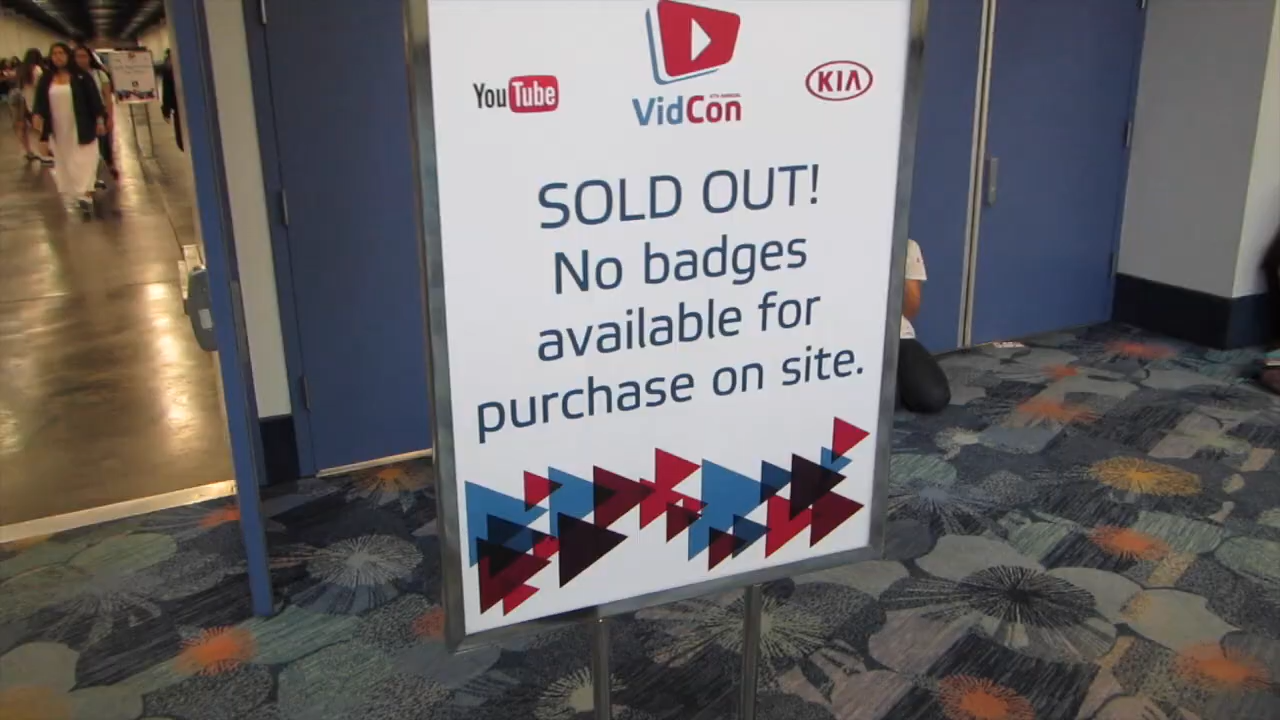 YouTube
VidCon
KIA
SOLD OUT!
No badges
available for
purchase on site.